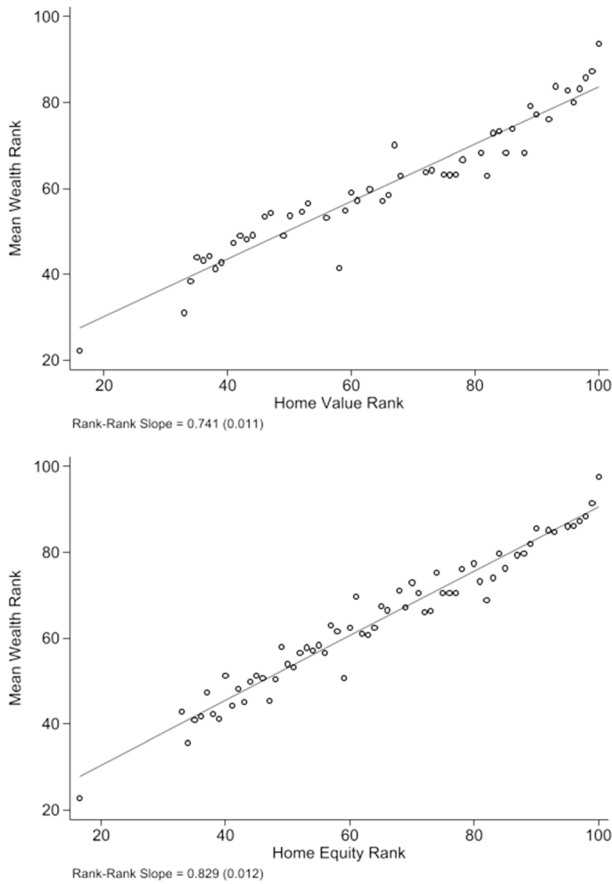 100
80
60
40
20
Mean Wealth Rank
20 40 60 80 100
Home Value Rank
Rank-Rank Slope = 0.741 (0.011)
100
80
60
40
20
Mean Wealth Rank
20 40 60 80 100
Home Equity Rank
Rank-Rank Slope = 0.829 (0.012)